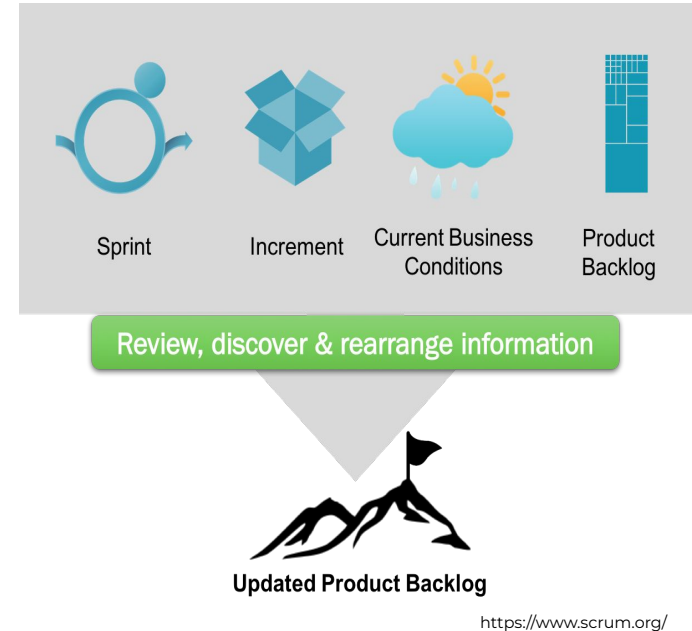 Sprint
Increment
Current Business
Conditions
Product
Backlog
Review, discover & rearrange information
Updated Product Backlog
https://www.scrum.org/